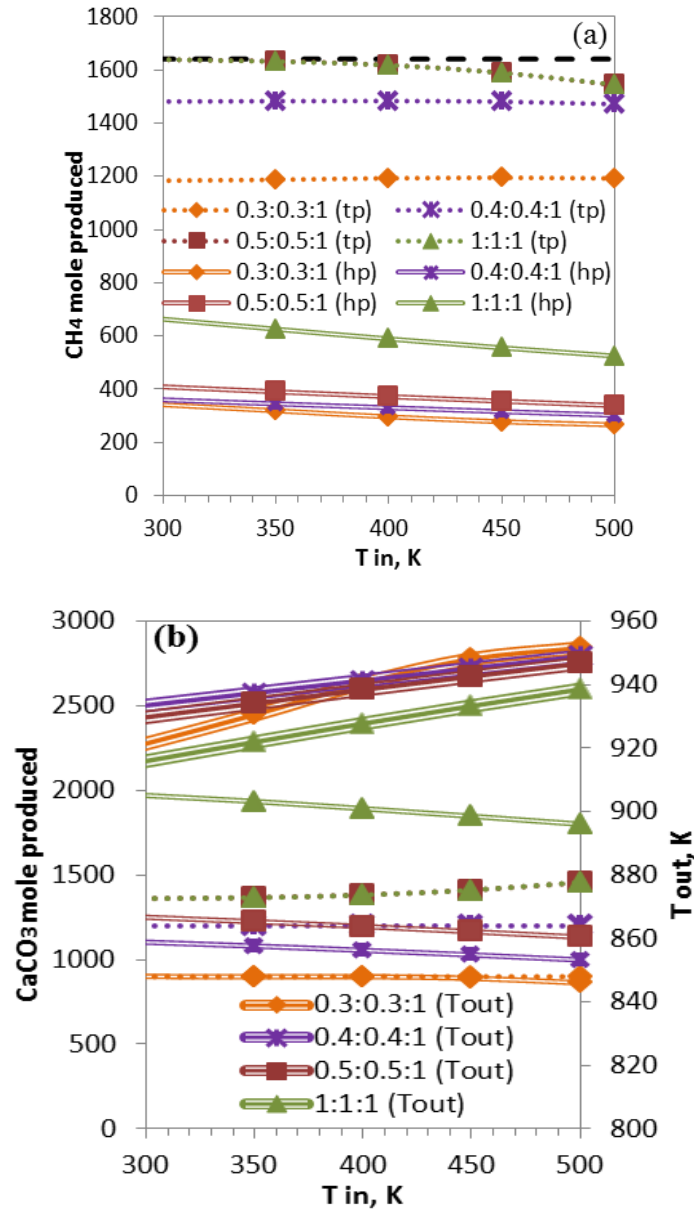 (a)
1800
1600
1400
1200
1000
800
600
400
200
0
CH4 mole produced
0.3:0.3:1 (tp)
0.4:0.4:1 (tp)
0.5:0.5:1 (tp)
1:1:1 (tp)
0.3:0.3:1 (hp)
0.4:0.4:1 (hp)
0.5:0.5:1 (hp)
1:1:1 (hp)
300 350 400 450 500
T in, K
(b)
3000
2500
2000
1500
1000
500
0
CaCO3 mole produced
960
940
920
900
880
860
840
820
800
T out, K
0.3:0.3:1 (Tout)
0.4:0.4:1 (Tout)
0.5:0.5:1 (Tout)
1:1:1 (Tout)
300 350 400 450 500
T in, K